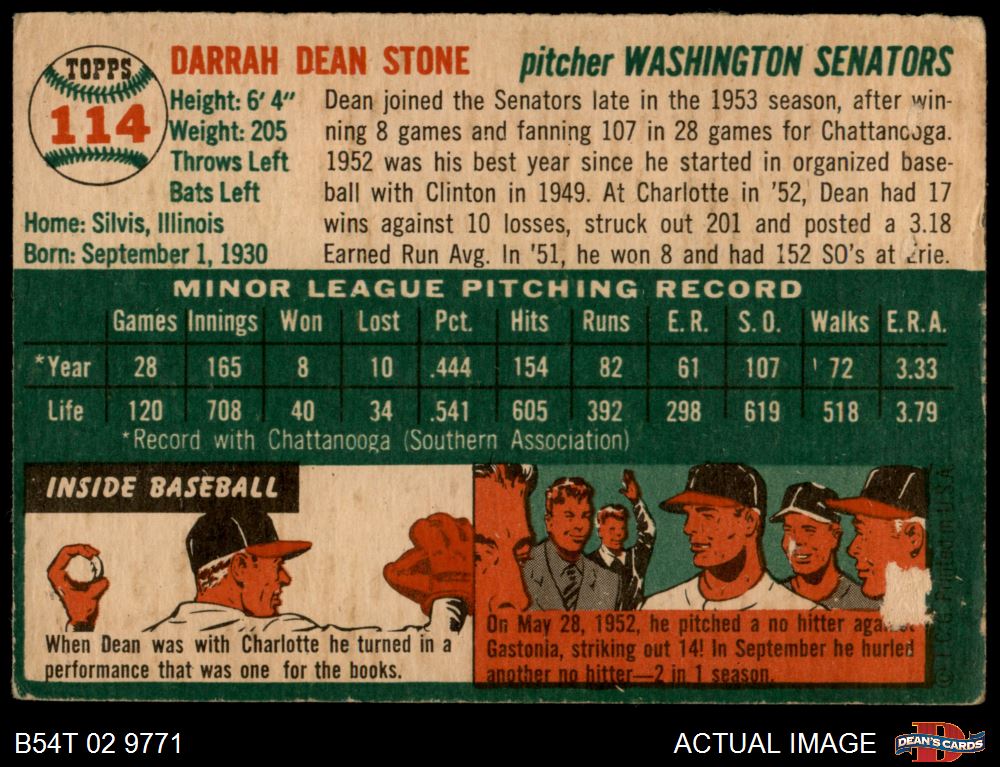 TOPPS
114
DARRAH DEAN STONE
pitcher WASHINGTON SENATORS
Height: 6' 4"
Weight: 205
Throws Left
Bats Left
Home: Silvis, Illinois
Born: September 1, 1930
Dean joined the Senators late in the 1953 season, after win-
ning 8 games and fanning 107 in 28 games for Chattanooga.
1952 was his best year since he started in organized base-
ball with Clinton in 1949. At Charlotte in '52, Dean had 17
wins against 10 losses, struck out 201 and posted a 3.18
Earned Run Avg. In '51, he won 8 and had 152 SO's at Erie.
MINOR LEAGUE PITCHING RECORD
Games Innings Won Lost Pct. Hits Runs E.R. S.O. Walks E.R.A.
*Year 28 165 8 10 .444 154 82 61 107 72 3.33
Life 120 708 40 34 .541 605 392 298 619 518 3.79
*Record with Chattanooga (Southern Association)
INSIDE BASEBALL
When Dean was with Charlotte he turned in a
performance that was one for the books.
On May 28, 1952, he pitched a no hitter against
Gastonia, striking out 14! In September he hurled
another no hitter—2 in 1 season.
© T.C.G. Printed in U.S.A.
B54T 02 9771
ACTUAL IMAGE
DEAN'S CARDS